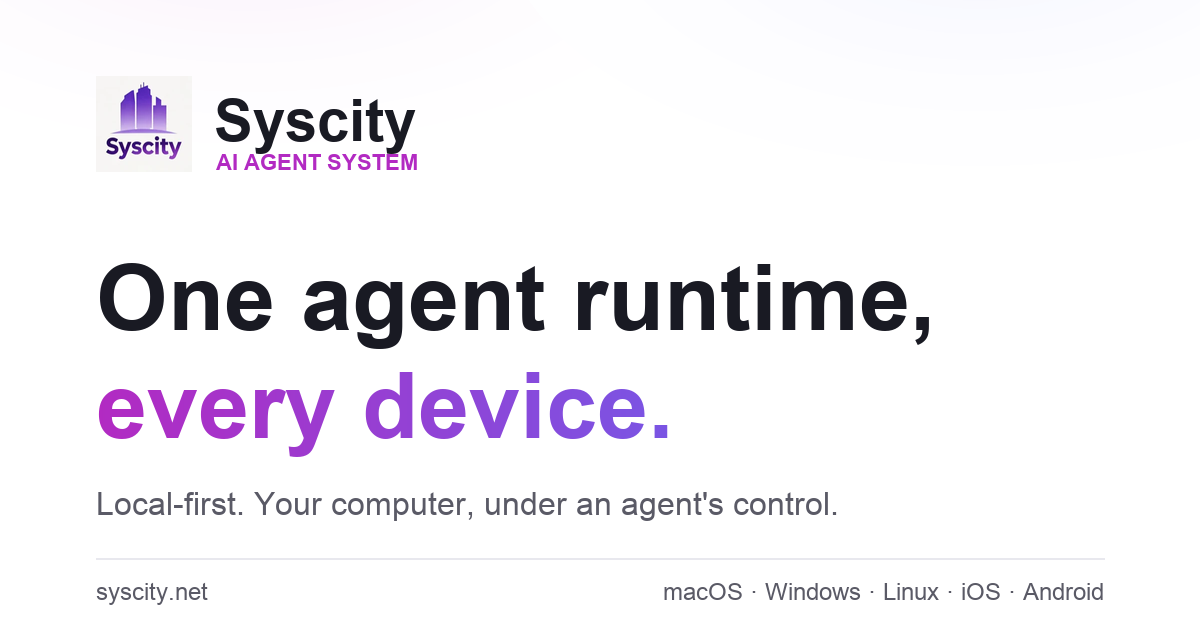 Syscity
Syscity
AI AGENT SYSTEM
One agent runtime,
every device.
Local-first. Your computer, under an agent's control.
syscity.net
macOS · Windows · Linux · iOS · Android